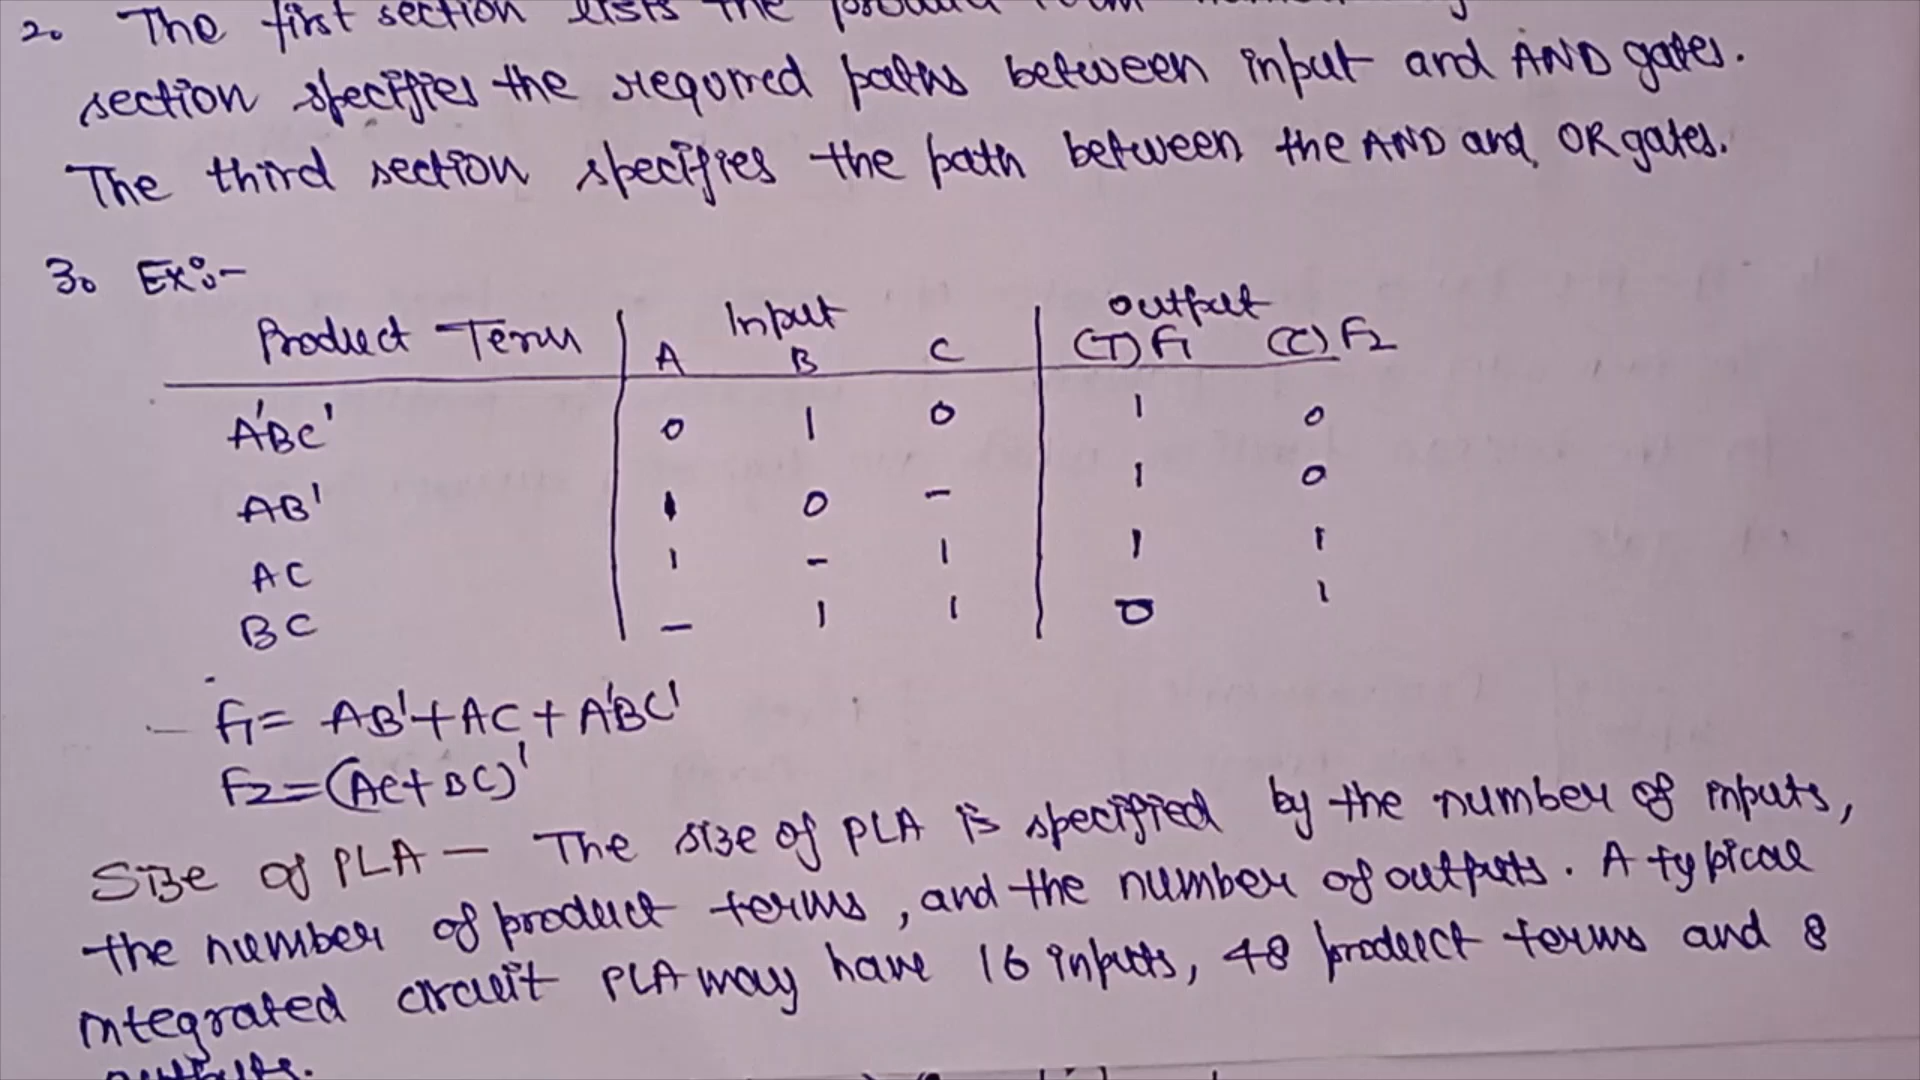 2. The first section lists the product
section specifies the required paths between input and AND gates.
The third section specifies the path between the AND and OR gates.
3. Ex:-
Product Term Input output
A B C (T) F1 (C) F2
A'BC' 0 1 0 1 0
AB' 1 0 - 1 0
AC 1 - 1 1 1
BC - 1 1 0 1
F1 = AB'+AC+A'BC'
F2=(AC+BC)'
Size of PLA — The size of PLA is specified by the number of inputs,
the number of product terms, and the number of outputs. A typical
integrated circuit PLA may have 16 inputs, 48 product terms and 8
outputs.